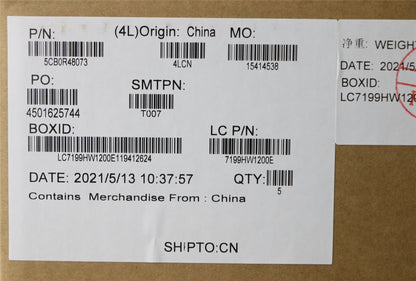 P/N: (4L)Origin: China MO:
5CB0R48073 4LCN 15414538
PO: SMTPN:
4501625744 T007
BOXID: LC P/N:
LC7199HW1200E119412624 7199HW1200E
DATE: 2021/5/13 10:37:57 QTY:
5
Contains Merchandise From : China
SHIPTO:CN
净重: WEIGHT
DATE: 2021/5
BOXID:
LC7199HW120